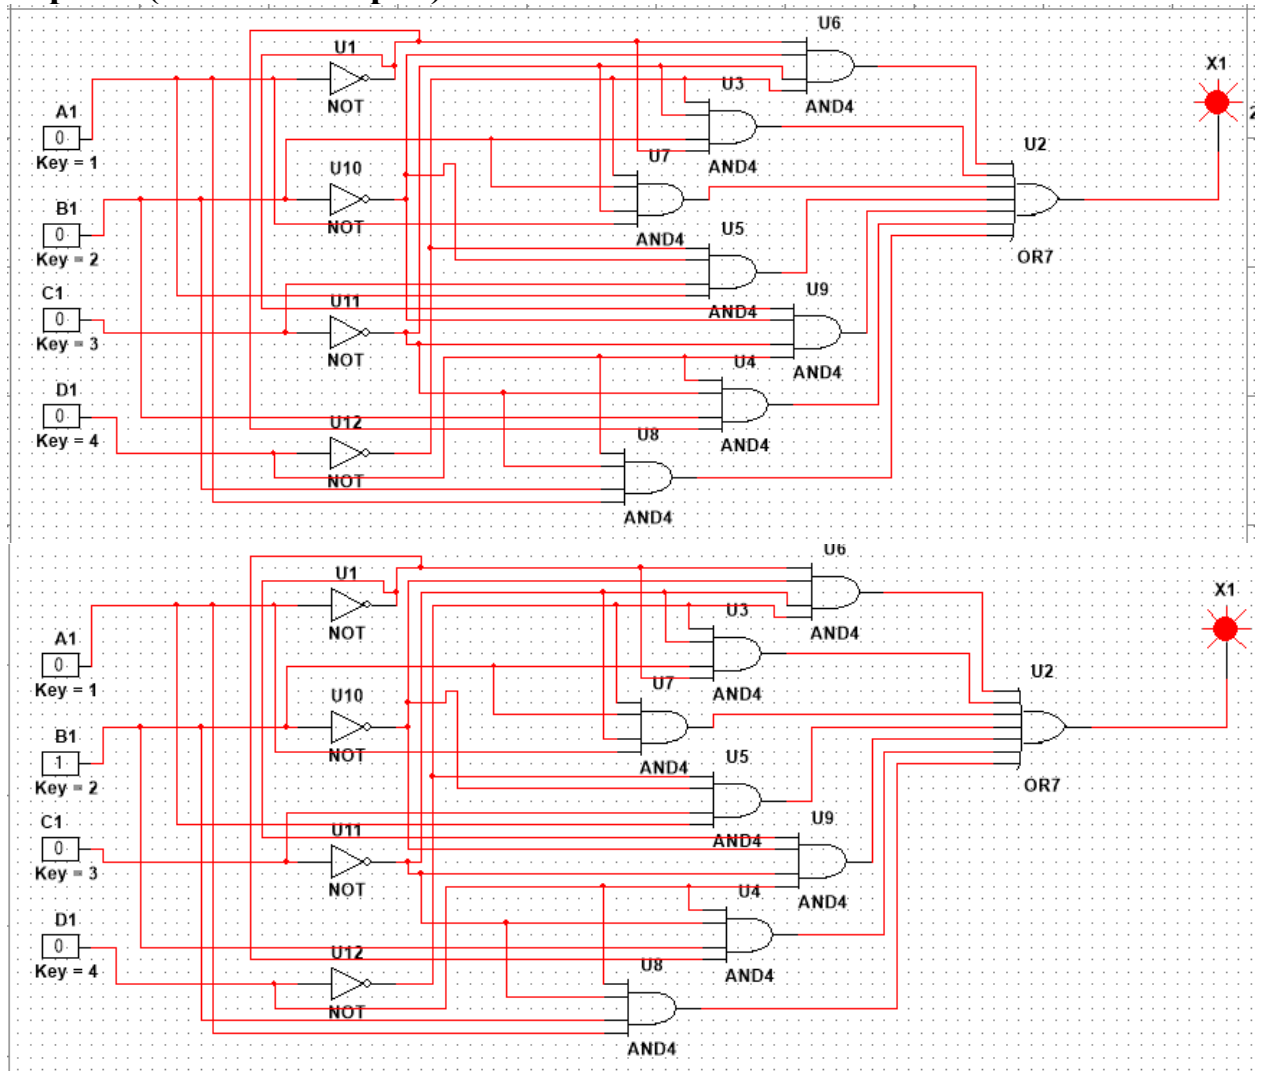 U6
U1
X1
U3
NOT
AND4
A1
0
Key = 1
U2
U7
AND4
U10
B1
0
Key = 2
NOT
AND4
U5
OR7
C1
0
Key = 3
U11
AND4
U9
NOT
U4
AND4
D1
0
Key = 4
U12
U8
AND4
NOT
AND4
U6
U1
X1
U3
NOT
AND4
A1
0
Key = 1
U2
U7
AND4
U10
B1
1
Key = 2
NOT
AND4
U5
OR7
C1
0
Key = 3
U11
AND4
U9
NOT
U4
AND4
D1
0
Key = 4
U12
U8
AND4
NOT
AND4